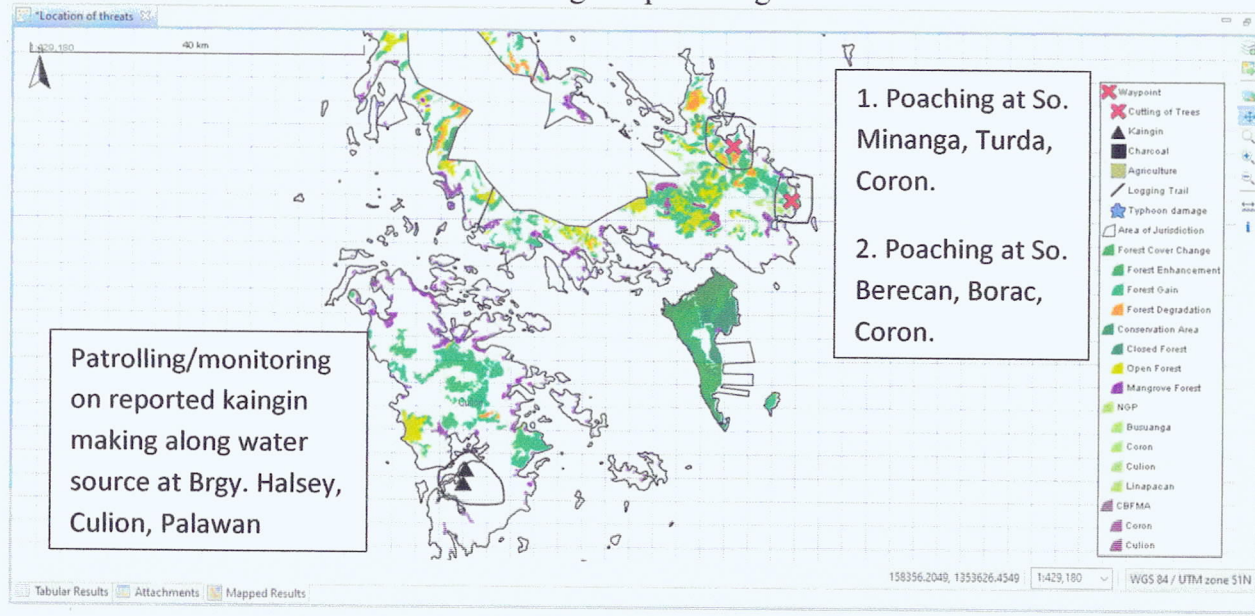 *Location of threats
1:429,180
40 km
1. Poaching at So.
Minanga, Turda,
Coron.
2. Poaching at So.
Berecan, Borac,
Coron.
Patrolling/monitoring
on reported kaingin
making along water
source at Brgy. Halsey,
Culion, Palawan
Waypoint
Cutting of Trees
Kaingin
Charcoal
Agriculture
Logging Trail
Typhoon damage
Area of Jurisdiction
Forest Cover Change
Forest Enhancement
Forest Gain
Forest Degradation
Conservation Area
Closed Forest
Open Forest
Mangrove Forest
NGP
Busuanga
Coron
Culion
Linapacan
CBFMA
Coron
Culion
158356.2049, 1353626.4549
1:429,180
WGS 84 / UTM zone 51N
Tabular Results
Attachments
Mapped Results